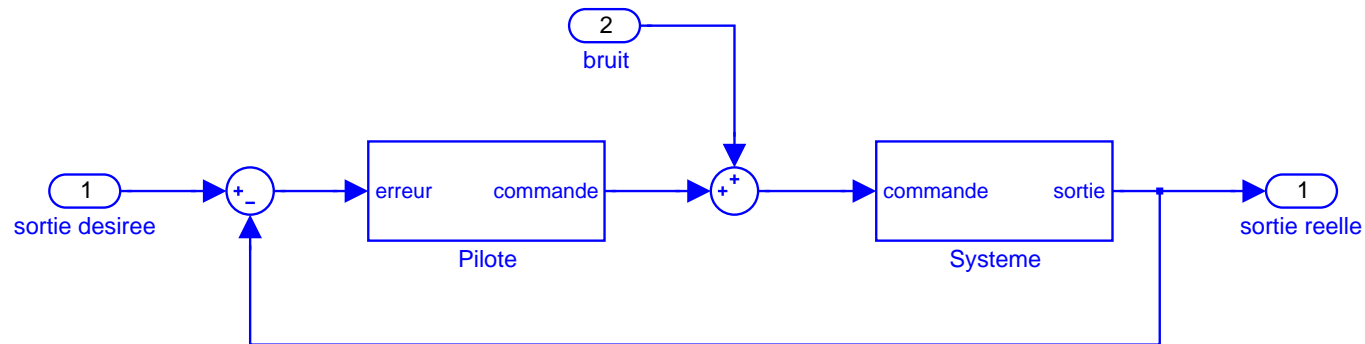 2
bruit
1
sortie desiree
+
−
erreur
commande
Pilote
+
+
commande
sortie
Systeme
1
sortie reelle